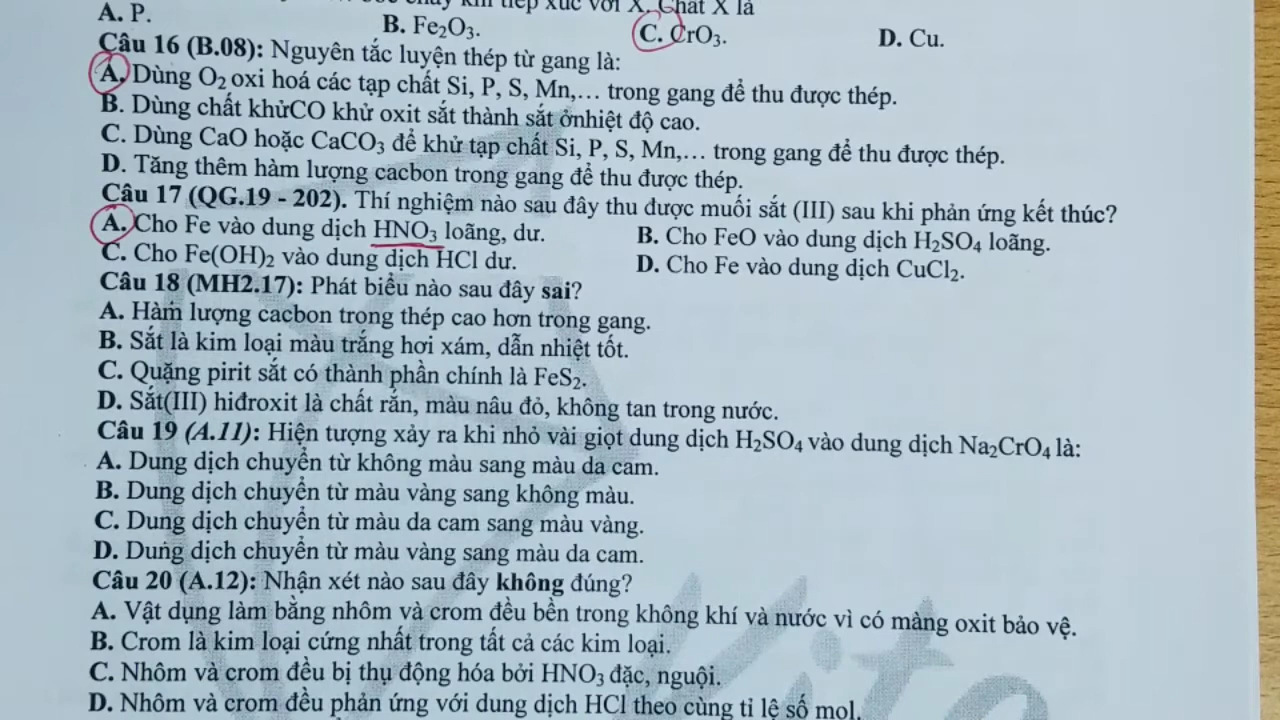 khi tiếp xúc với X. Chất X là
A. P. B. Fe₂O₃. C. CrO₃. D. Cu.
Câu 16 (B.08): Nguyên tắc luyện thép từ gang là:
A. Dùng O₂ oxi hoá các tạp chất Si, P, S, Mn,… trong gang để thu được thép.
B. Dùng chất khửCO khử oxit sắt thành sắt ởnhiệt độ cao.
C. Dùng CaO hoặc CaCO₃ để khử tạp chất Si, P, S, Mn,… trong gang để thu được thép.
D. Tăng thêm hàm lượng cacbon trong gang để thu được thép.
Câu 17 (QG.19 - 202). Thí nghiệm nào sau đây thu được muối sắt (III) sau khi phản ứng kết thúc?
A. Cho Fe vào dung dịch HNO₃ loãng, dư. B. Cho FeO vào dung dịch H₂SO₄ loãng.
C. Cho Fe(OH)₂ vào dung dịch HCl dư. D. Cho Fe vào dung dịch CuCl₂.
Câu 18 (MH2.17): Phát biểu nào sau đây sai?
A. Hàm lượng cacbon trong thép cao hơn trong gang.
B. Sắt là kim loại màu trắng hơi xám, dẫn nhiệt tốt.
C. Quặng pirit sắt có thành phần chính là FeS₂.
D. Sắt(III) hiđroxit là chất rắn, màu nâu đỏ, không tan trong nước.
Câu 19 (A.11): Hiện tượng xảy ra khi nhỏ vài giọt dung dịch H₂SO₄ vào dung dịch Na₂CrO₄ là:
A. Dung dịch chuyển từ không màu sang màu da cam.
B. Dung dịch chuyển từ màu vàng sang không màu.
C. Dung dịch chuyển từ màu da cam sang màu vàng.
D. Dung dịch chuyển từ màu vàng sang màu da cam.
Câu 20 (A.12): Nhận xét nào sau đây không đúng?
A. Vật dụng làm bằng nhôm và crom đều bền trong không khí và nước vì có màng oxit bảo vệ.
B. Crom là kim loại cứng nhất trong tất cả các kim loại.
C. Nhôm và crom đều bị thụ động hóa bởi HNO₃ đặc, nguội.
D. Nhôm và crom đều phản ứng với dung dịch HCl theo cùng tỉ lệ số mol.